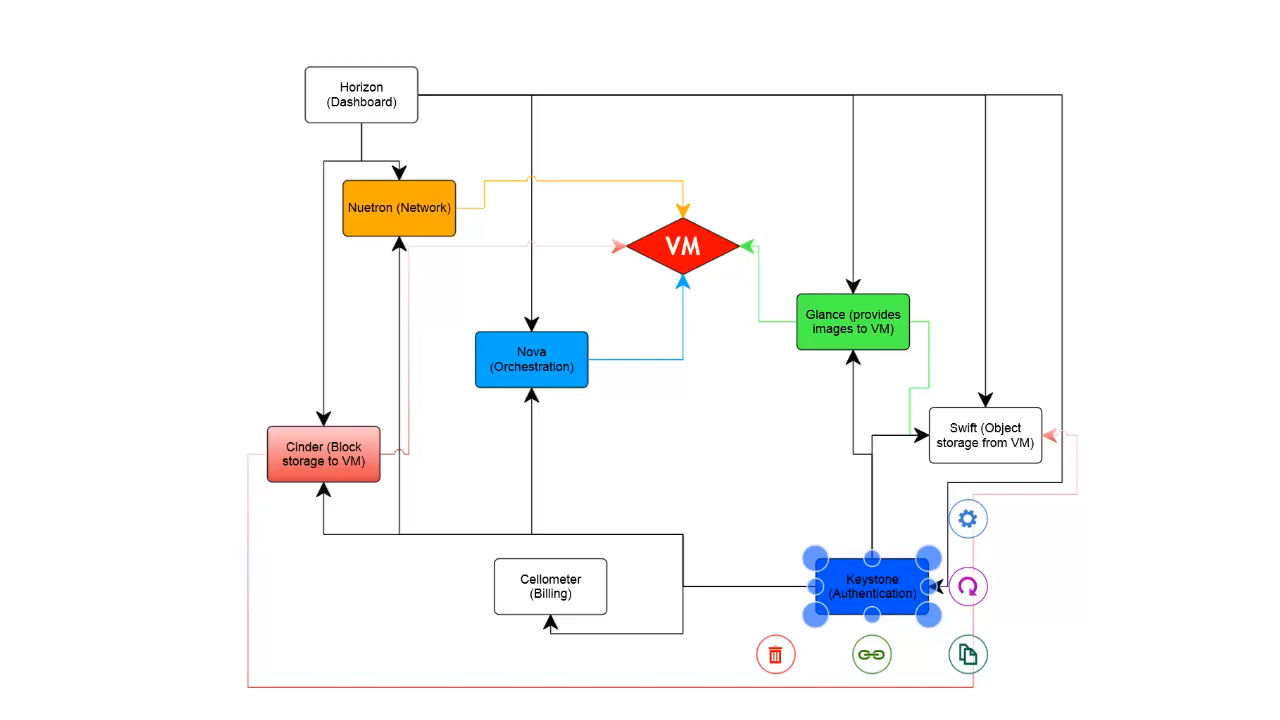 Horizon
(Dashboard)
Nuetron (Network)
VM
Glance (provides
images to VM)
Nova
(Orchestration)
Swift (Object
storage from VM)
Cinder (Block
storage to VM)
Cellometer
(Billing)
Keystone
(Authentication)